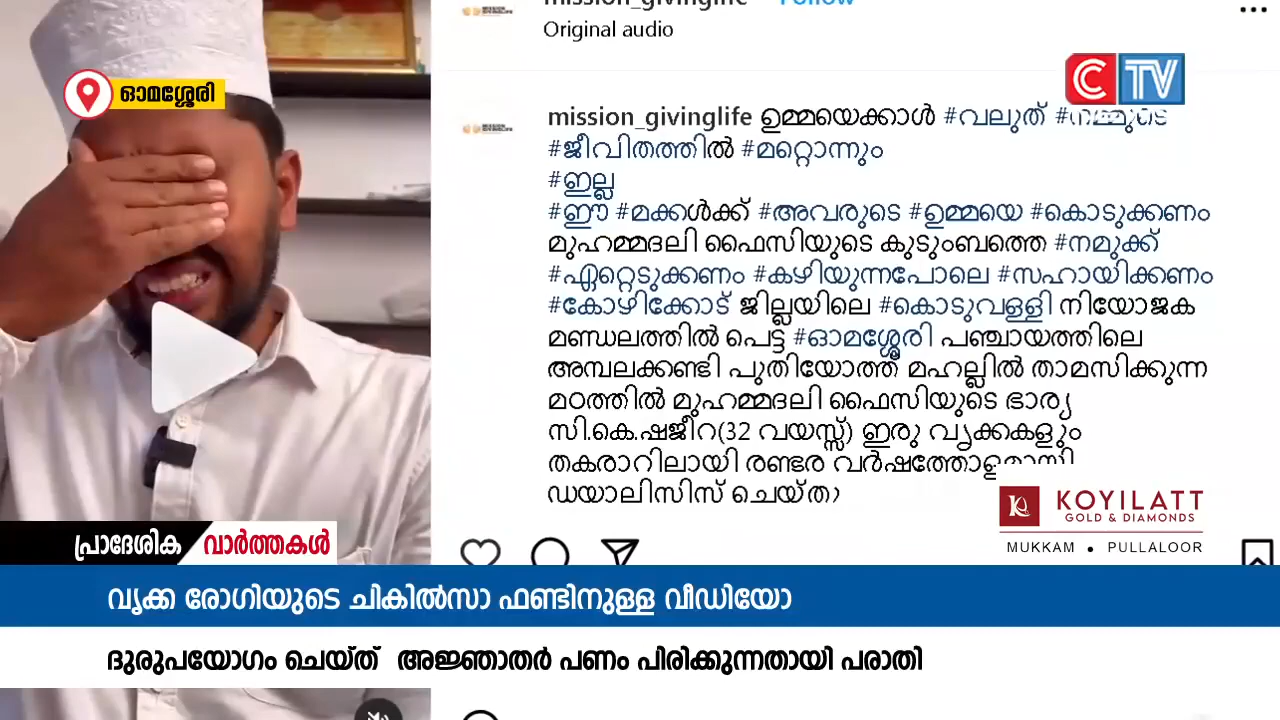 mission_givinglife Follow
Original audio
ഓമശ്ശേരി
CTV
mission_givinglife ഉമ്മയെക്കാൾ #വലുത് #നമ്മുടെ
#ജീവിതത്തിൽ #മറ്റൊന്നും
#ഇല്ല
#ഈ #മക്കൾക്ക് #അവരുടെ #ഉമ്മയെ #കൊടുക്കണം
മുഹമ്മദലി ഫൈസിയുടെ കുടുംബത്തെ #നമുക്ക്
#ഏറ്റെടുക്കണം #കഴിയുന്നപോലെ #സഹായിക്കണം
#കോഴിക്കോട് ജില്ലയിലെ #കൊടുവള്ളി നിയോജക
മണ്ഡലത്തിൽ പെട്ട #ഓമശ്ശേരി പഞ്ചായത്തിലെ
അമ്പലക്കണ്ടി പുതിയോത്ത് മഹല്ലിൽ താമസിക്കുന്ന
മഠത്തിൽ മുഹമ്മദലി ഫൈസിയുടെ ഭാര്യ
സി.കെ.ഷജീറ(32 വയസ്സ്) ഇരു വൃക്കകളും
തകരാറിലായി രണ്ടര വർഷത്തോളമായി
ഡയാലിസിസ് ചെയ്തു
KOYILATT
GOLD & DIAMONDS
MUKKAM • PULLALOOR
പ്രാദേശിക വാർത്തകൾ
വൃക്ക രോഗിയുടെ ചികിൽസാ ഫണ്ടിനുള്ള വീഡിയോ
ദുരുപയോഗം ചെയ്ത് അജ്ഞാതർ പണം പിരിക്കുന്നതായി പരാതി